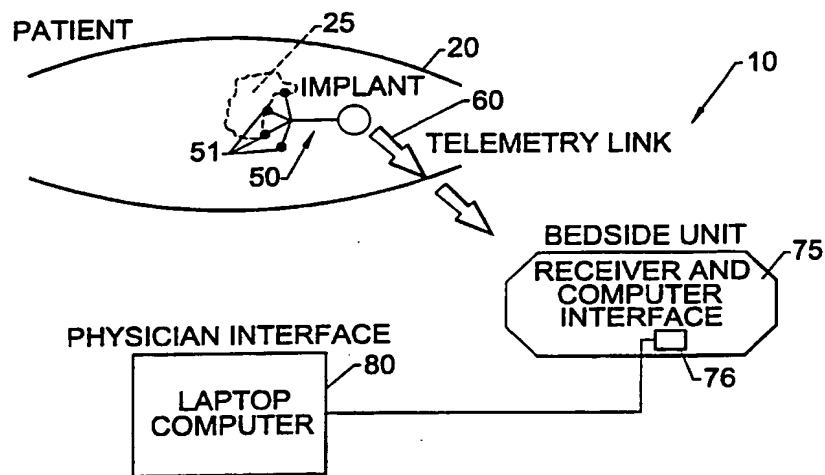 PATIENT
25
20
10
IMPLANT
60
51
50
TELEMETRY LINK
BEDSIDE UNIT
75
RECEIVER AND
COMPUTER
INTERFACE
76
PHYSICIAN INTERFACE
80
LAPTOP
COMPUTER